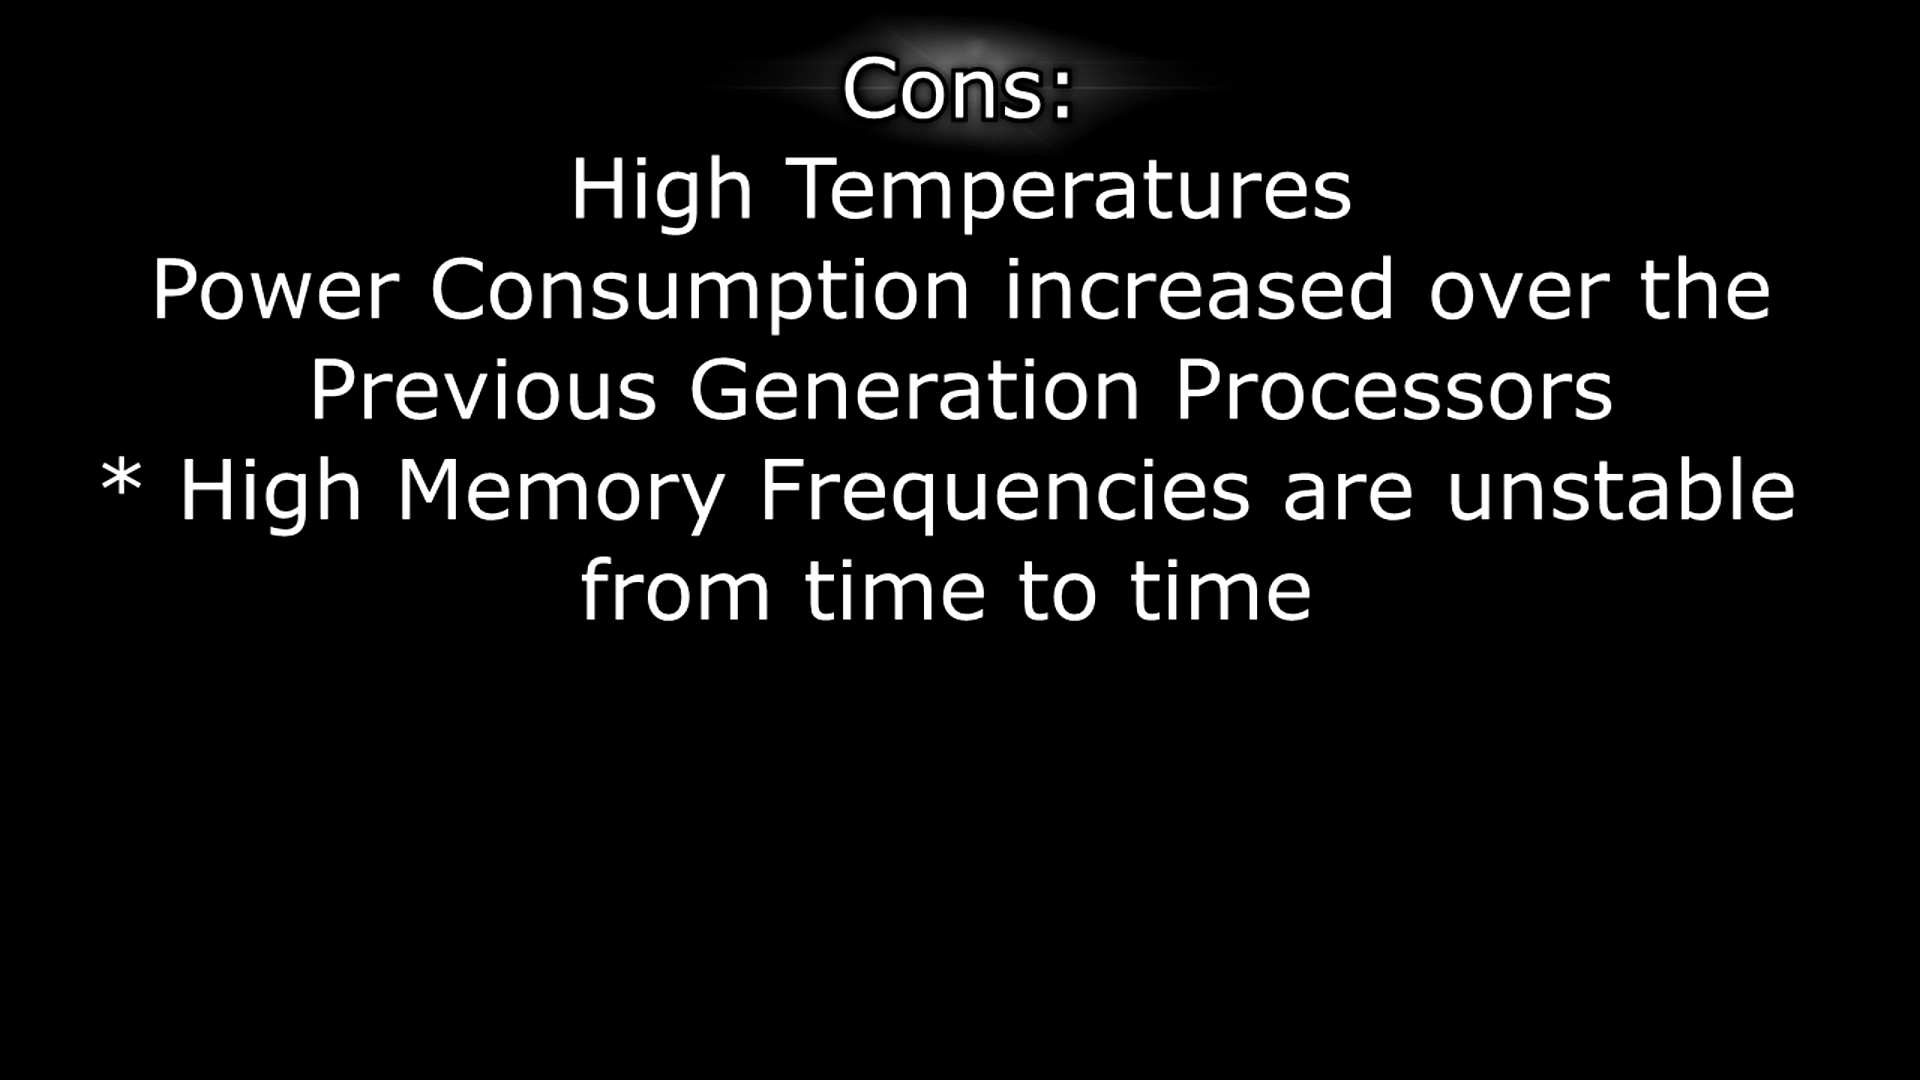 Cons:
High Temperatures
Power Consumption increased over the
Previous Generation Processors
* High Memory Frequencies are unstable
from time to time